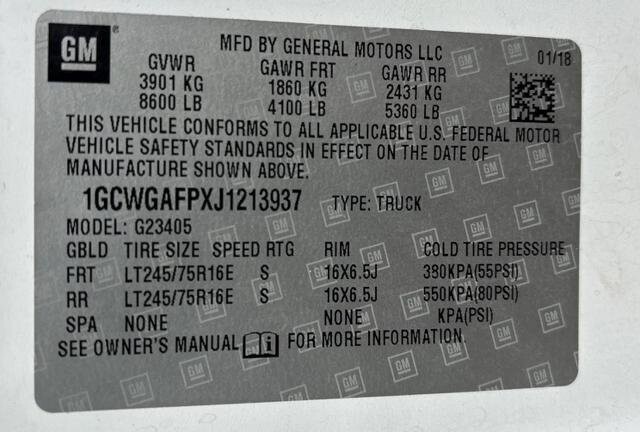 GM®
MFD BY GENERAL MOTORS LLC
01/18
GVWR GAWR FRT GAWR RR
3901 KG 1860 KG 2431 KG
8600 LB 4100 LB 5360 LB
THIS VEHICLE CONFORMS TO ALL APPLICABLE U.S. FEDERAL MOTOR
VEHICLE SAFETY STANDARDS IN EFFECT ON THE DATE OF
MANUFACTURE SHOWN ABOVE.
1GCWGAFPXJ1213937 TYPE: TRUCK
MODEL: G23405
GBLD TIRE SIZE SPEED RTG RIM COLD TIRE PRESSURE
FRT LT245/75R16E S 16X6.5J 380KPA(55PSI)
RR LT245/75R16E S 16X6.5J 550KPA(80PSI)
SPA NONE NONE KPA(PSI)
SEE OWNER'S MANUAL i FOR MORE INFORMATION.